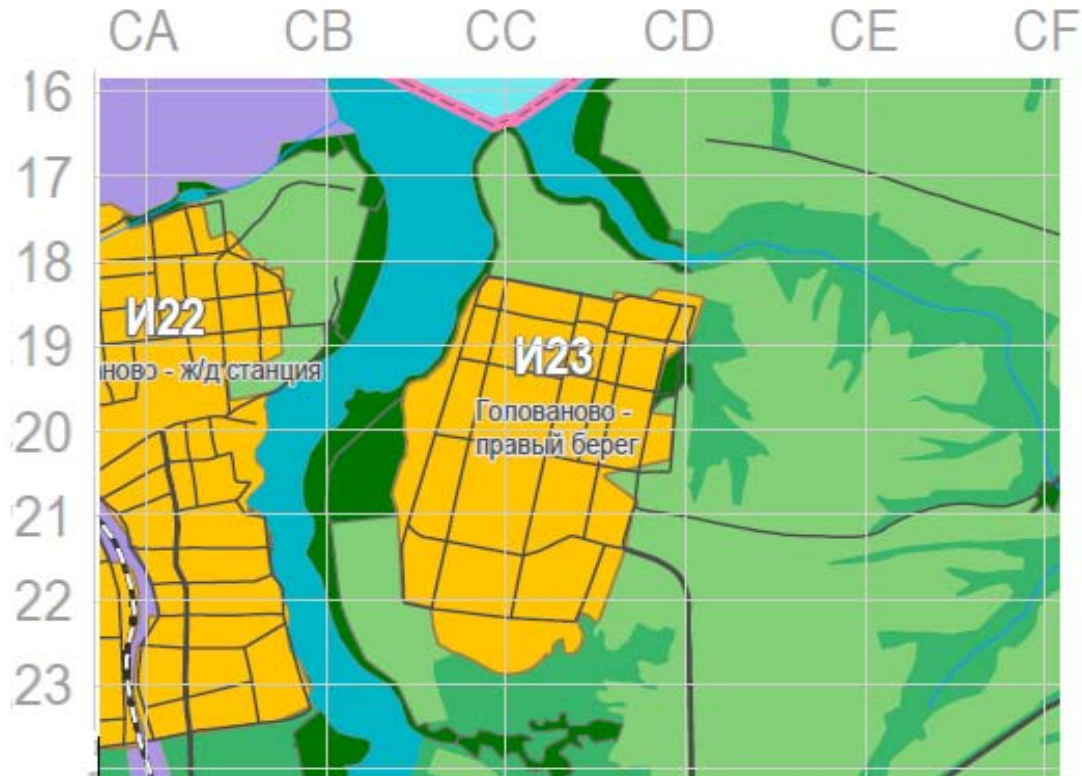 CA CB CC CD CE CF
16
17
18
И22
19
И23
ново - ж/д станция
Голованово -
20
правый берег
21
22
23